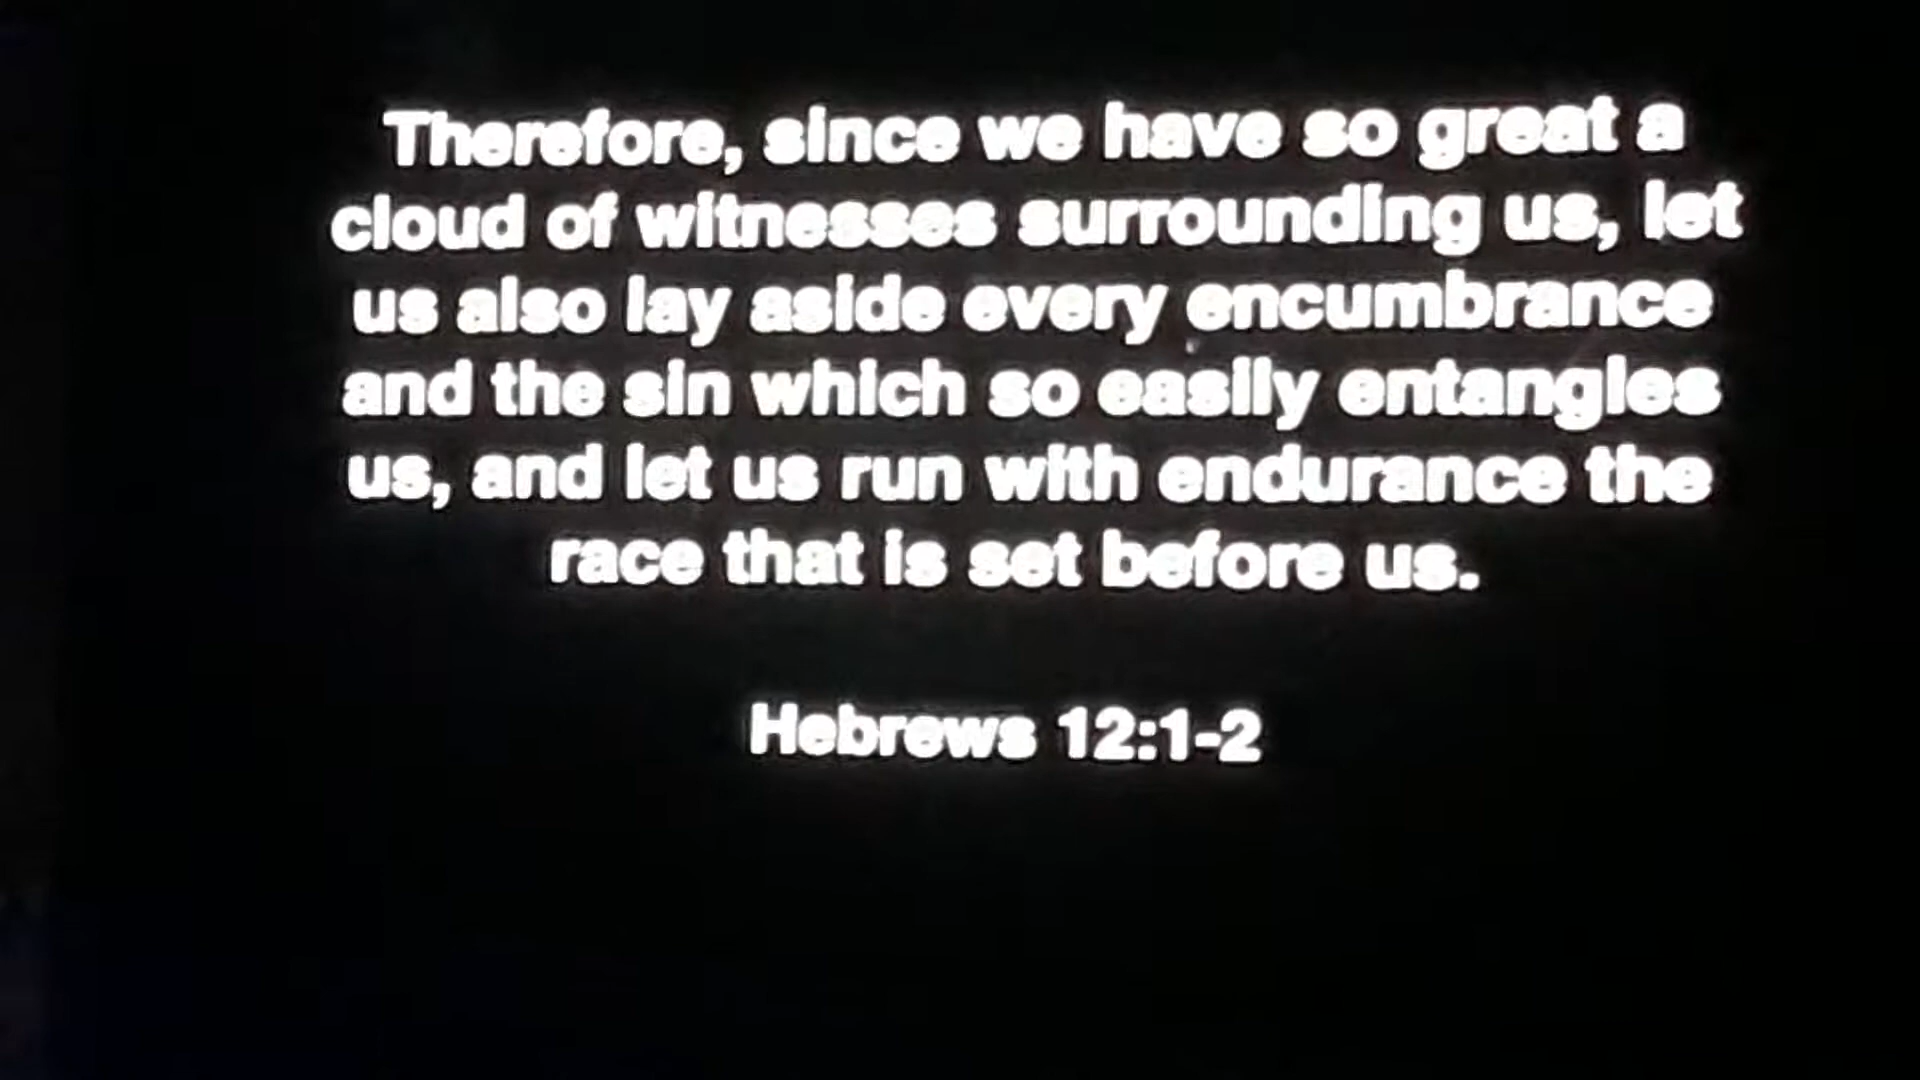 Therefore, since we have so great a
cloud of witnesses surrounding us, let
us also lay aside every encumbrance
and the sin which so easily entangles
us, and let us run with endurance the
race that is set before us.
Hebrews 12:1-2